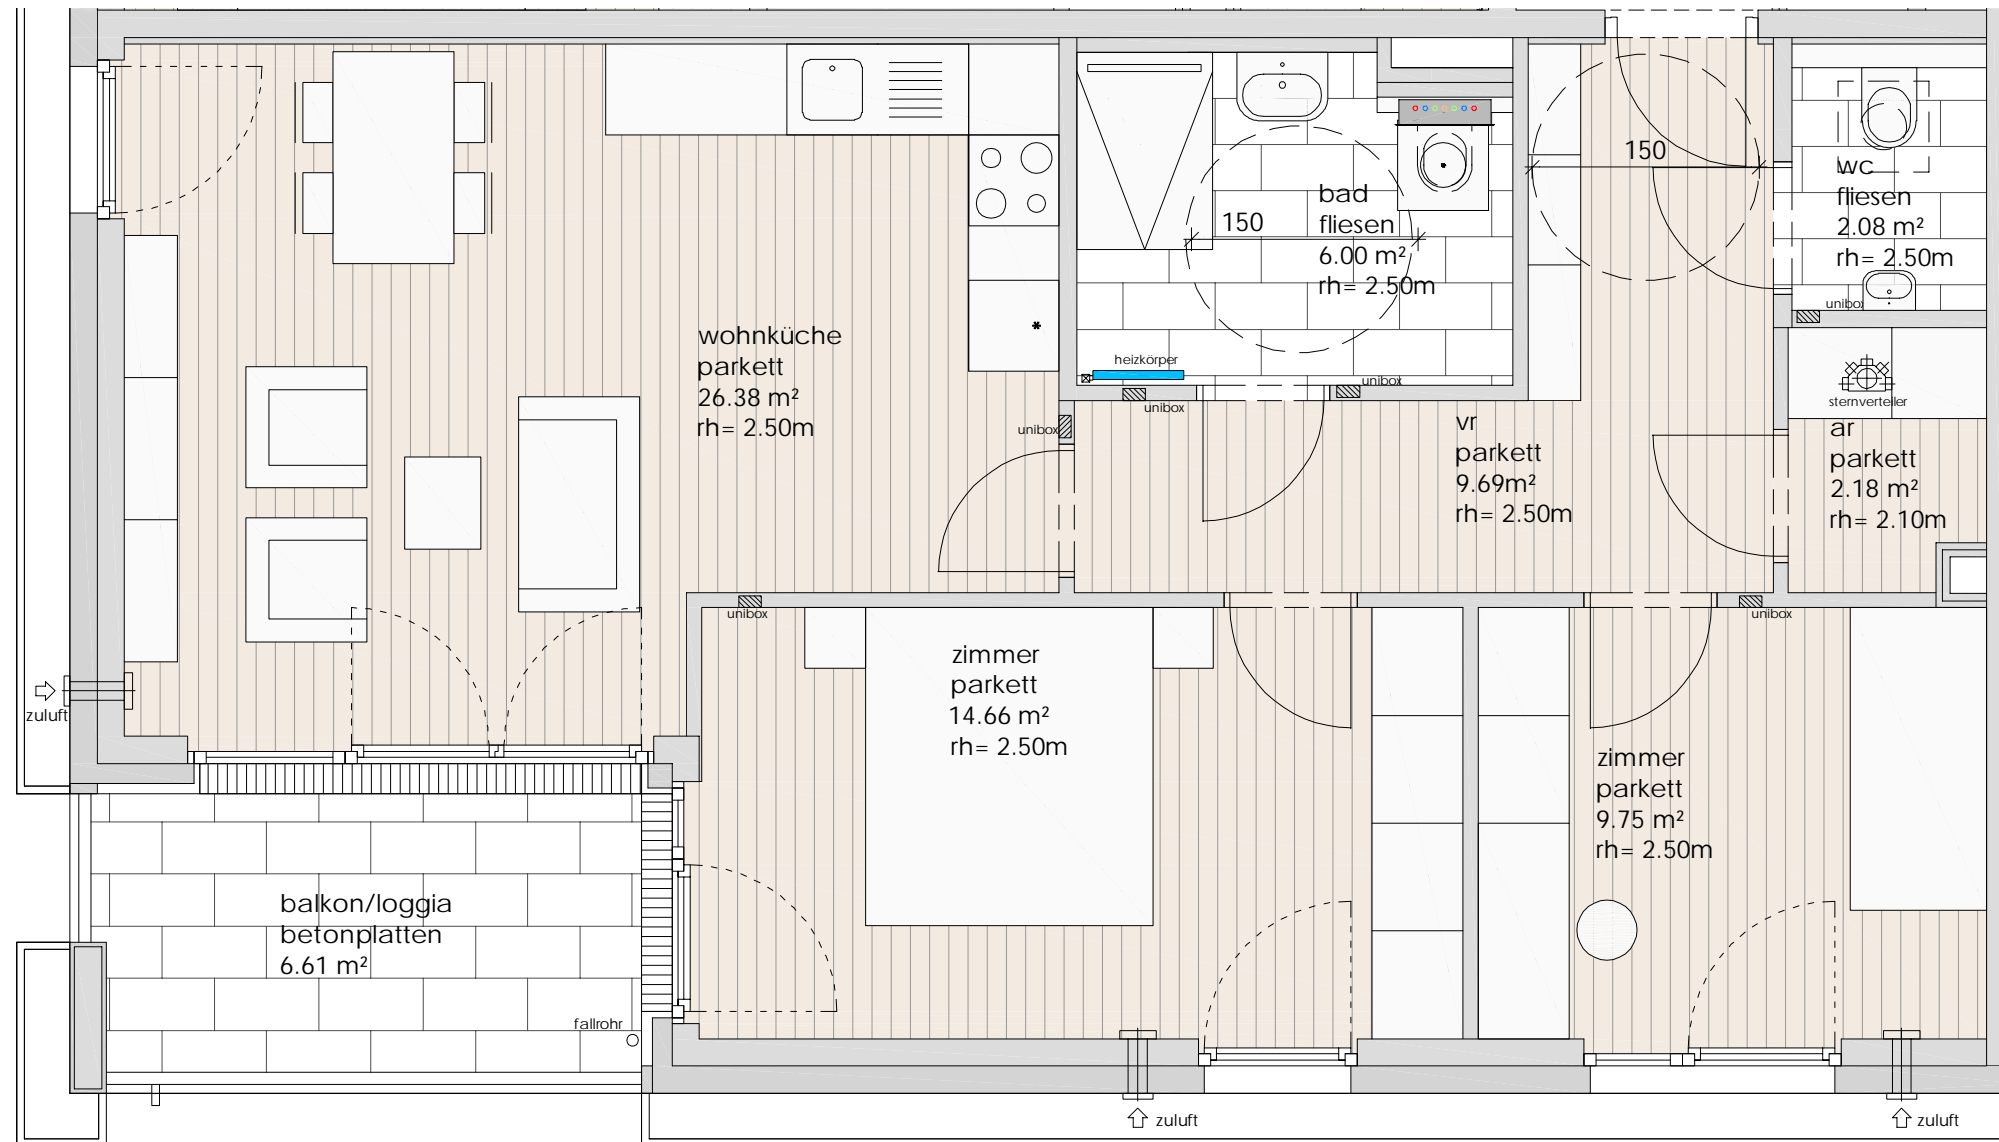 150
wc
fliesen
2.08 m²
rh= 2.50m
unibox
bad
fliesen
6.00 m²
rh= 2.50m
150
heizkörper
unibox
unibox
wohnküche
parkett
26.38 m²
rh= 2.50m
unibox
vr
parkett
9.69m²
rh= 2.50m
sternverteiler
ar
parkett
2.18 m²
rh= 2.10m
unibox
unibox
zimmer
parkett
14.66 m²
rh= 2.50m
zuluft
zimmer
parkett
9.75 m²
rh= 2.50m
balkon/loggia
betonplatten
6.61 m²
fallrohr
zuluft
zuluft